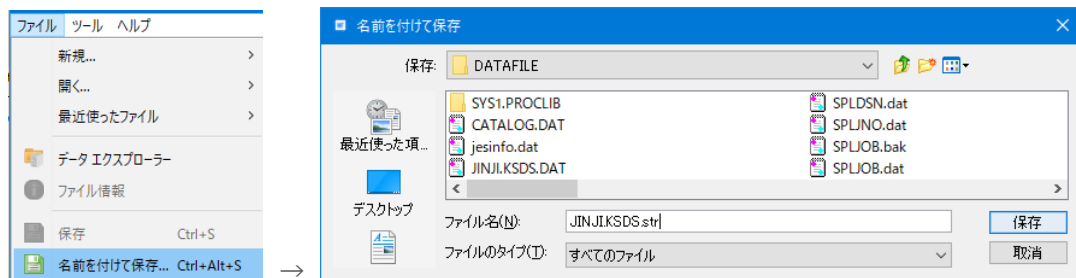 ファイル ツール ヘルプ
新規... >
開く... >
最近使ったファイル >
データ エクスプローラー
ファイル情報
保存 Ctrl+S
名前を付けて保存... Ctrl+Alt+S
→
名前を付けて保存
保存: DATAFILE
最近使った項...
デスクトップ
SYS1.PROCLIB
CATALOG.DAT
jesinfo.dat
JINJI.KSDS.DAT
SPLDSN.dat
SPLJNO.dat
SPLJOB.bak
SPLJOB.dat
ファイル名(N): JINJI.KSDS.str
保存
ファイルのタイプ(T): すべてのファイル
取消